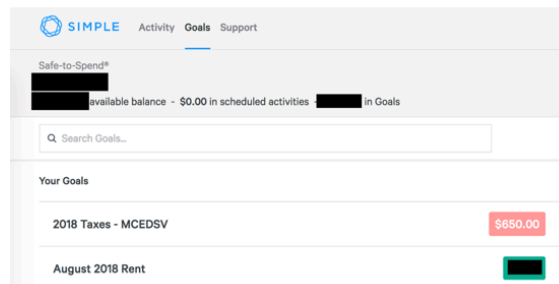 SIMPLE Activity Goals Support
Safe-to-Spend®
available balance - $0.00 in scheduled activities - in Goals
Search Goals...
Your Goals
2018 Taxes - MCEDSV $650.00
August 2018 Rent